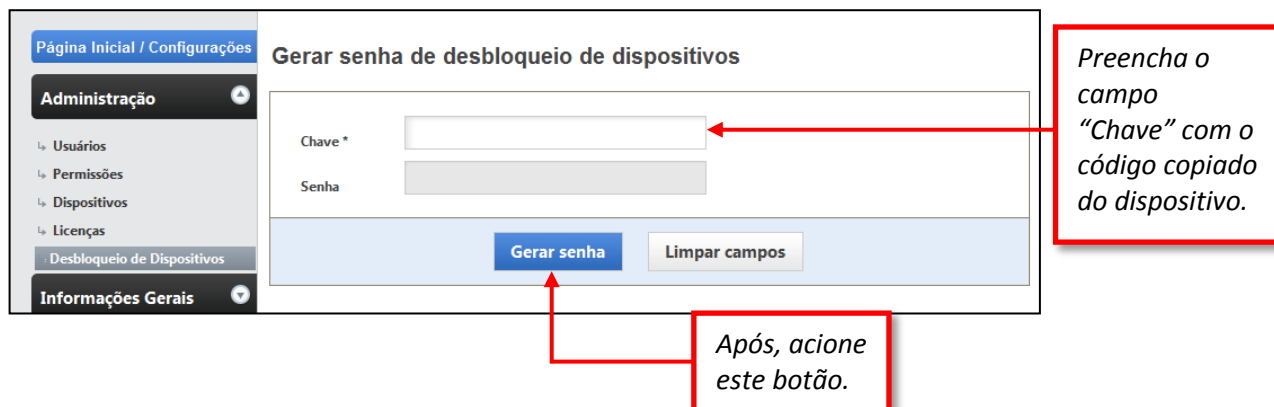 Página Inicial / Configurações
Administração
Usuários
Permissões
Dispositivos
Licenças
Desbloqueio de Dispositivos
Informações Gerais
Gerar senha de desbloqueio de dispositivos
Chave *
Senha
Gerar senha
Limpar campos
Preencha o
campo
“Chave” com o
código copiado
do dispositivo.
Após, acione
este botão.